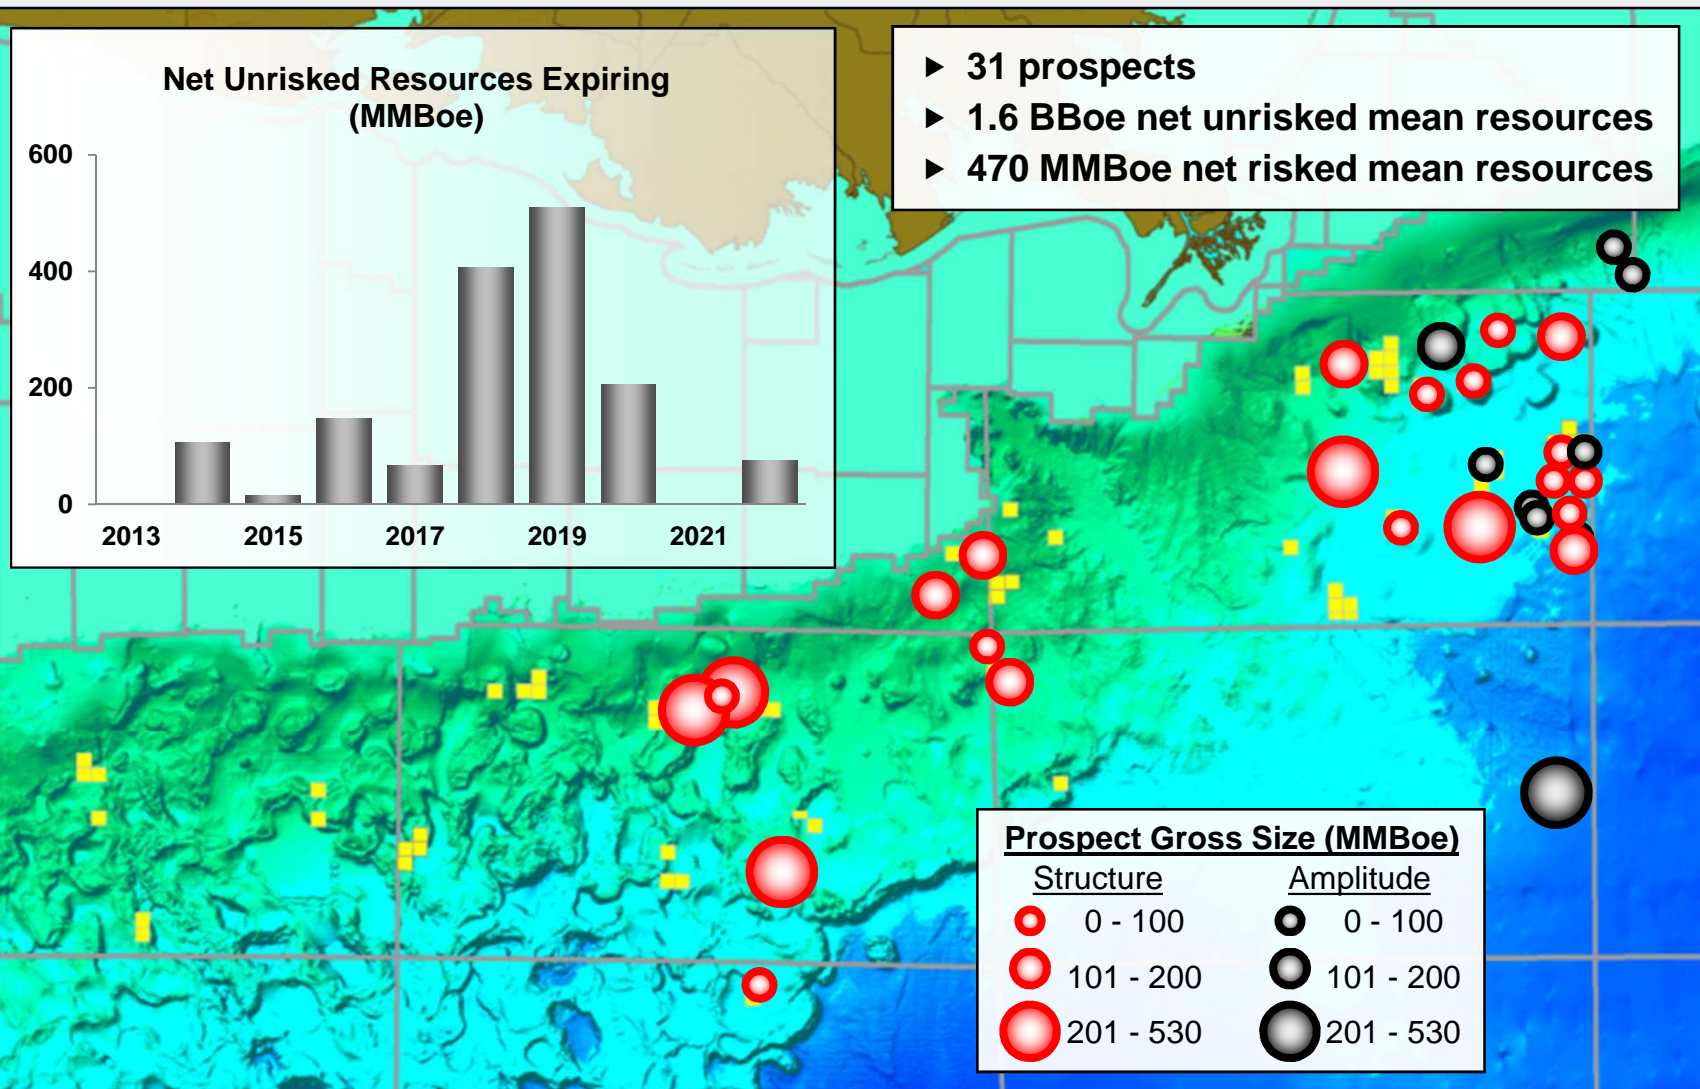 Net Unrisked Resources Expiring
(MMBoe)
600
400
200
0
2013 2015 2017 2019 2021
► 31 prospects
► 1.6 BBoe net unrisked mean resources
► 470 MMBoe net risked mean resources
Prospect Gross Size (MMBoe)
Structure Amplitude
0 - 100 0 - 100
101 - 200 101 - 200
201 - 530 201 - 530